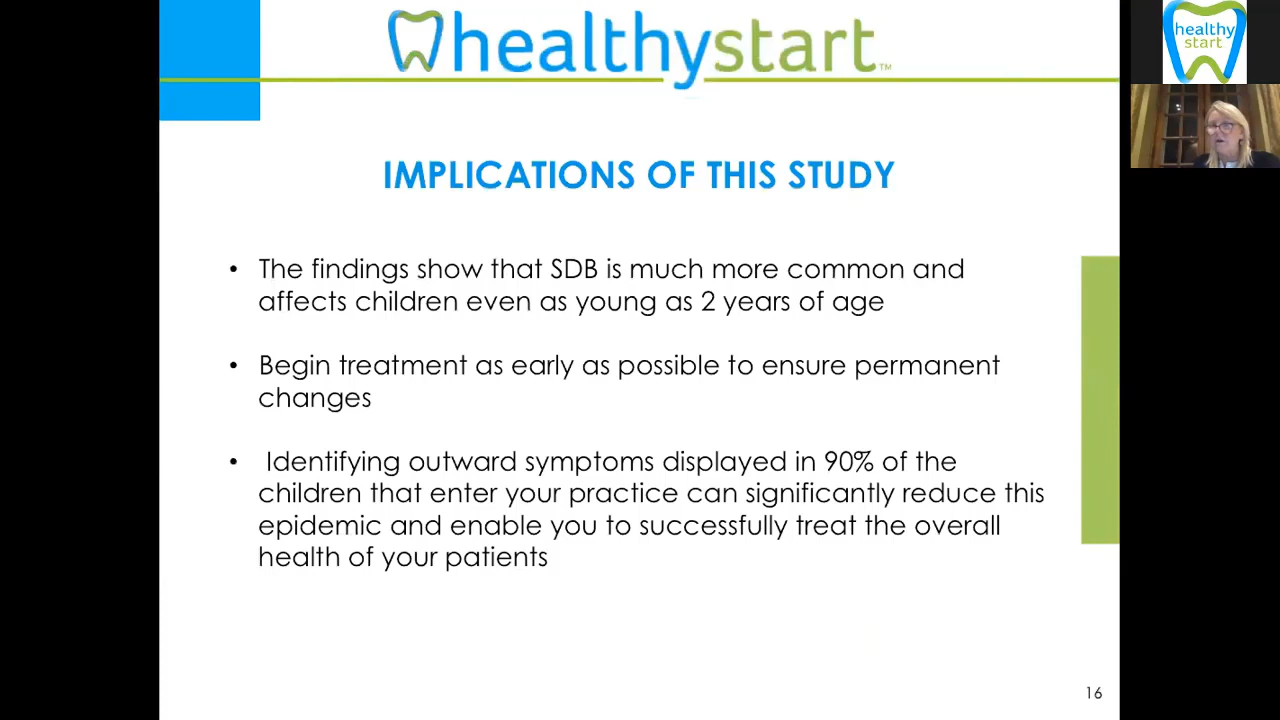 healthystart™
healthy
start
IMPLICATIONS OF THIS STUDY
• The findings show that SDB is much more common and
affects children even as young as 2 years of age
• Begin treatment as early as possible to ensure permanent
changes
• Identifying outward symptoms displayed in 90% of the
children that enter your practice can significantly reduce this
epidemic and enable you to successfully treat the overall
health of your patients
16